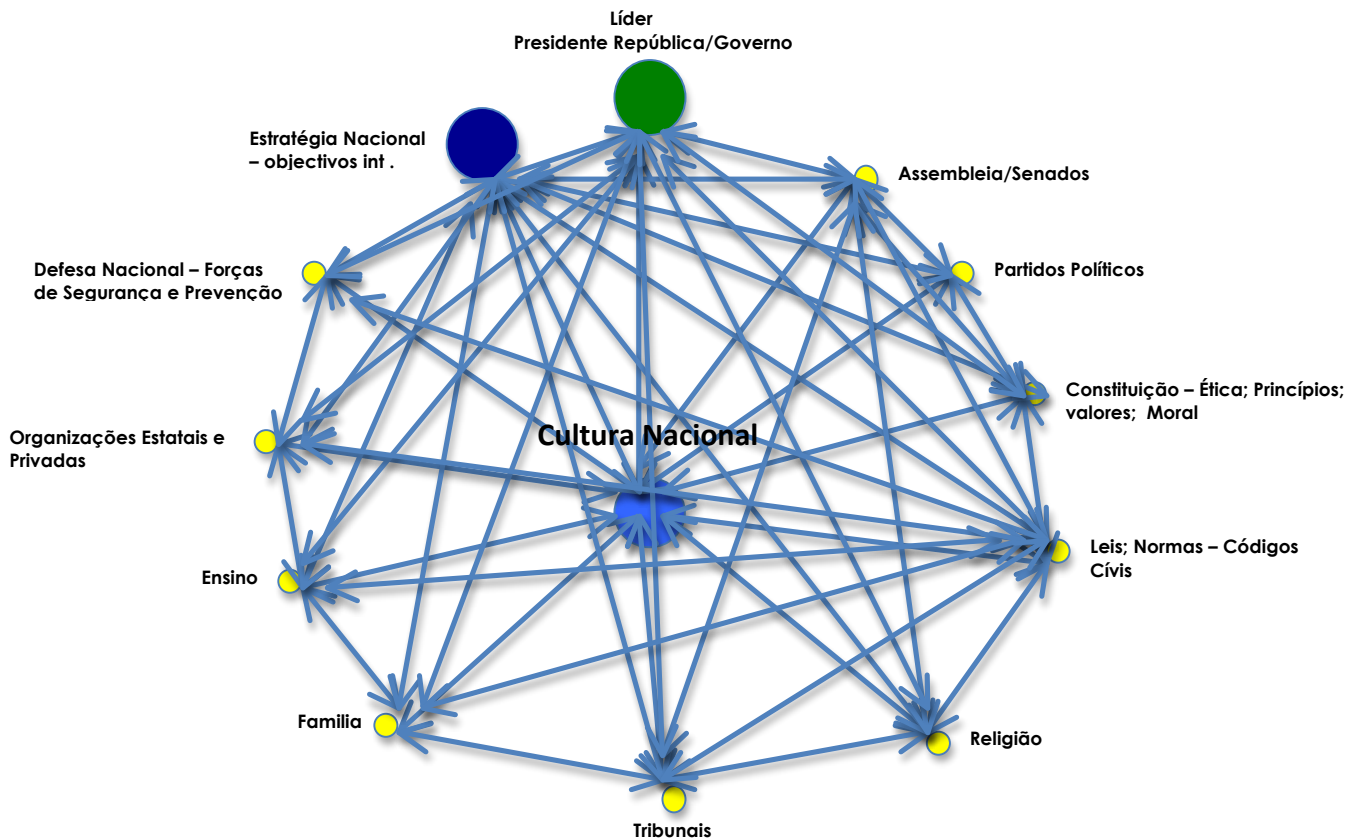 Líder
Presidente República/Governo
Estratégia Nacional
– objectivos int .
Assembleia/Senados
Defesa Nacional – Forças
de Segurança e Prevenção
Partidos Políticos
Constituição – Ética; Princípios;
valores;  Moral
Organizações Estatais e
Privadas
Cultura Nacional
Leis; Normas – Códigos
Cívis
Ensino
Familia
Religião
Tribunais